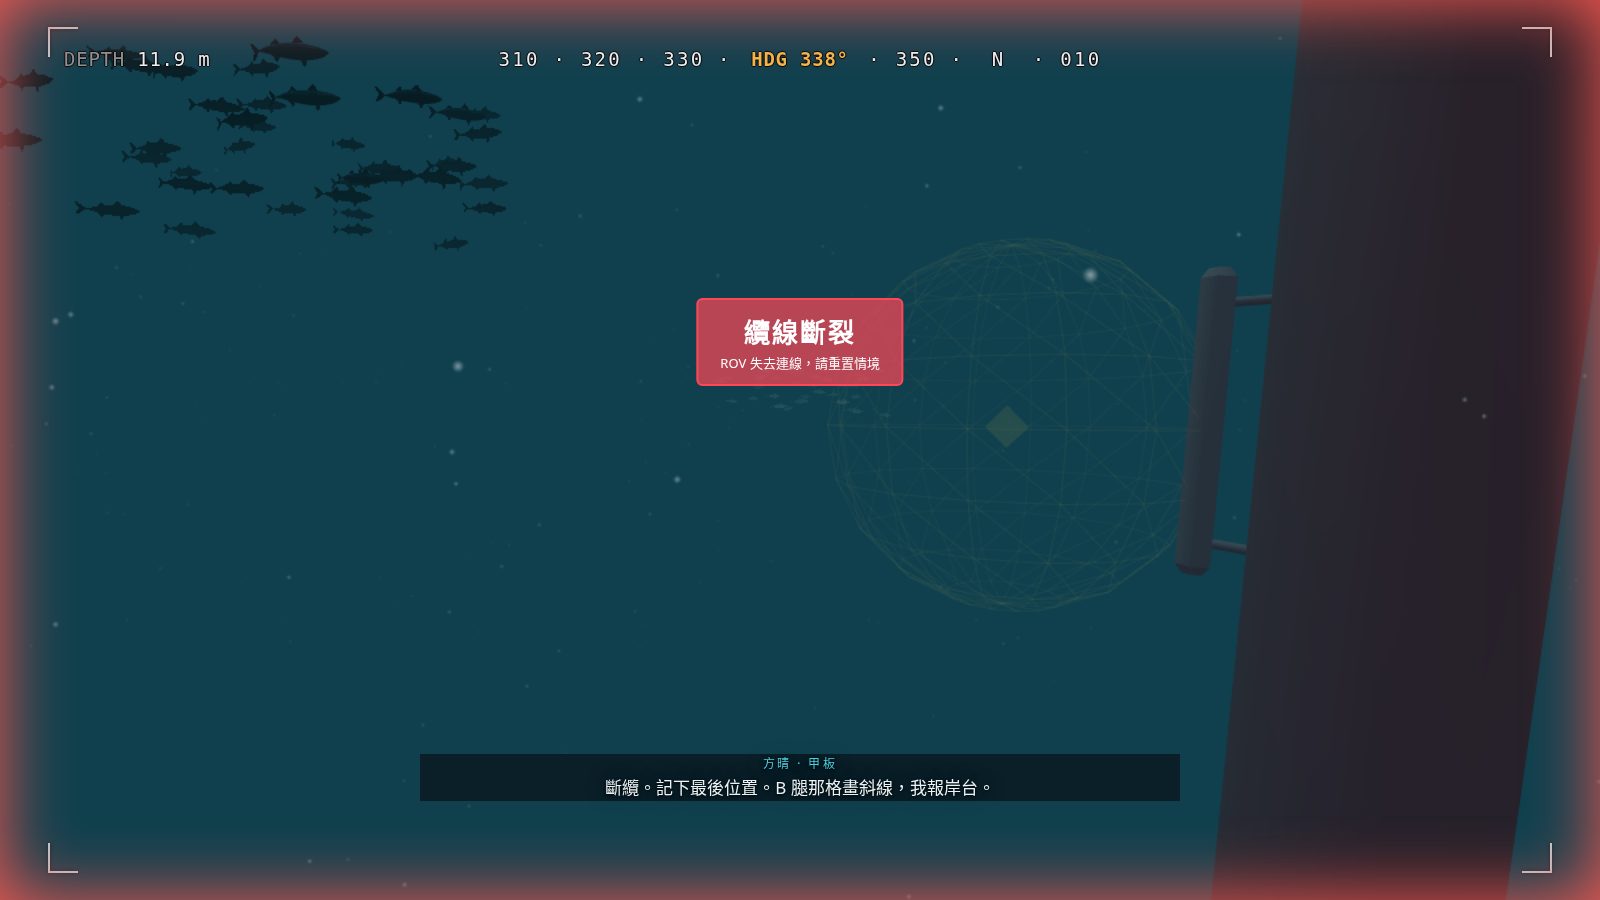 DEPTH 11.9 m
310 · 320 · 330 · HDG 338° · 350 · N · 010
纜線斷裂
ROV 失去連線，請重置情境
方晴 · 甲板
斷纜。記下最後位置。B 腿那格畫斜線，我報岸台。